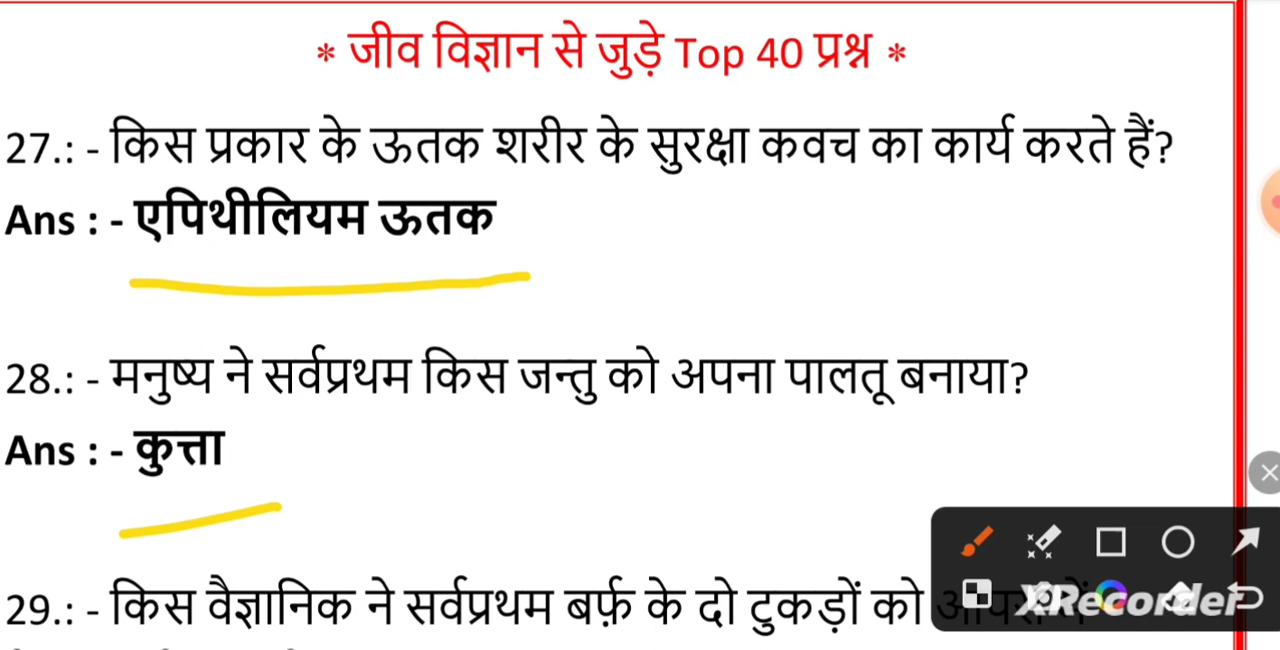 * जीव विज्ञान से जुड़े Top 40 प्रश्न *
27.: - किस प्रकार के ऊतक शरीर के सुरक्षा कवच का कार्य करते हैं?
Ans : - एपिथीलियम ऊतक
28.: - मनुष्य ने सर्वप्रथम किस जन्तु को अपना पालतू बनाया?
Ans : - कुत्ता
29.: - किस वैज्ञानिक ने सर्वप्रथम बर्फ़ के दो टुकड़ों को
XRecorder